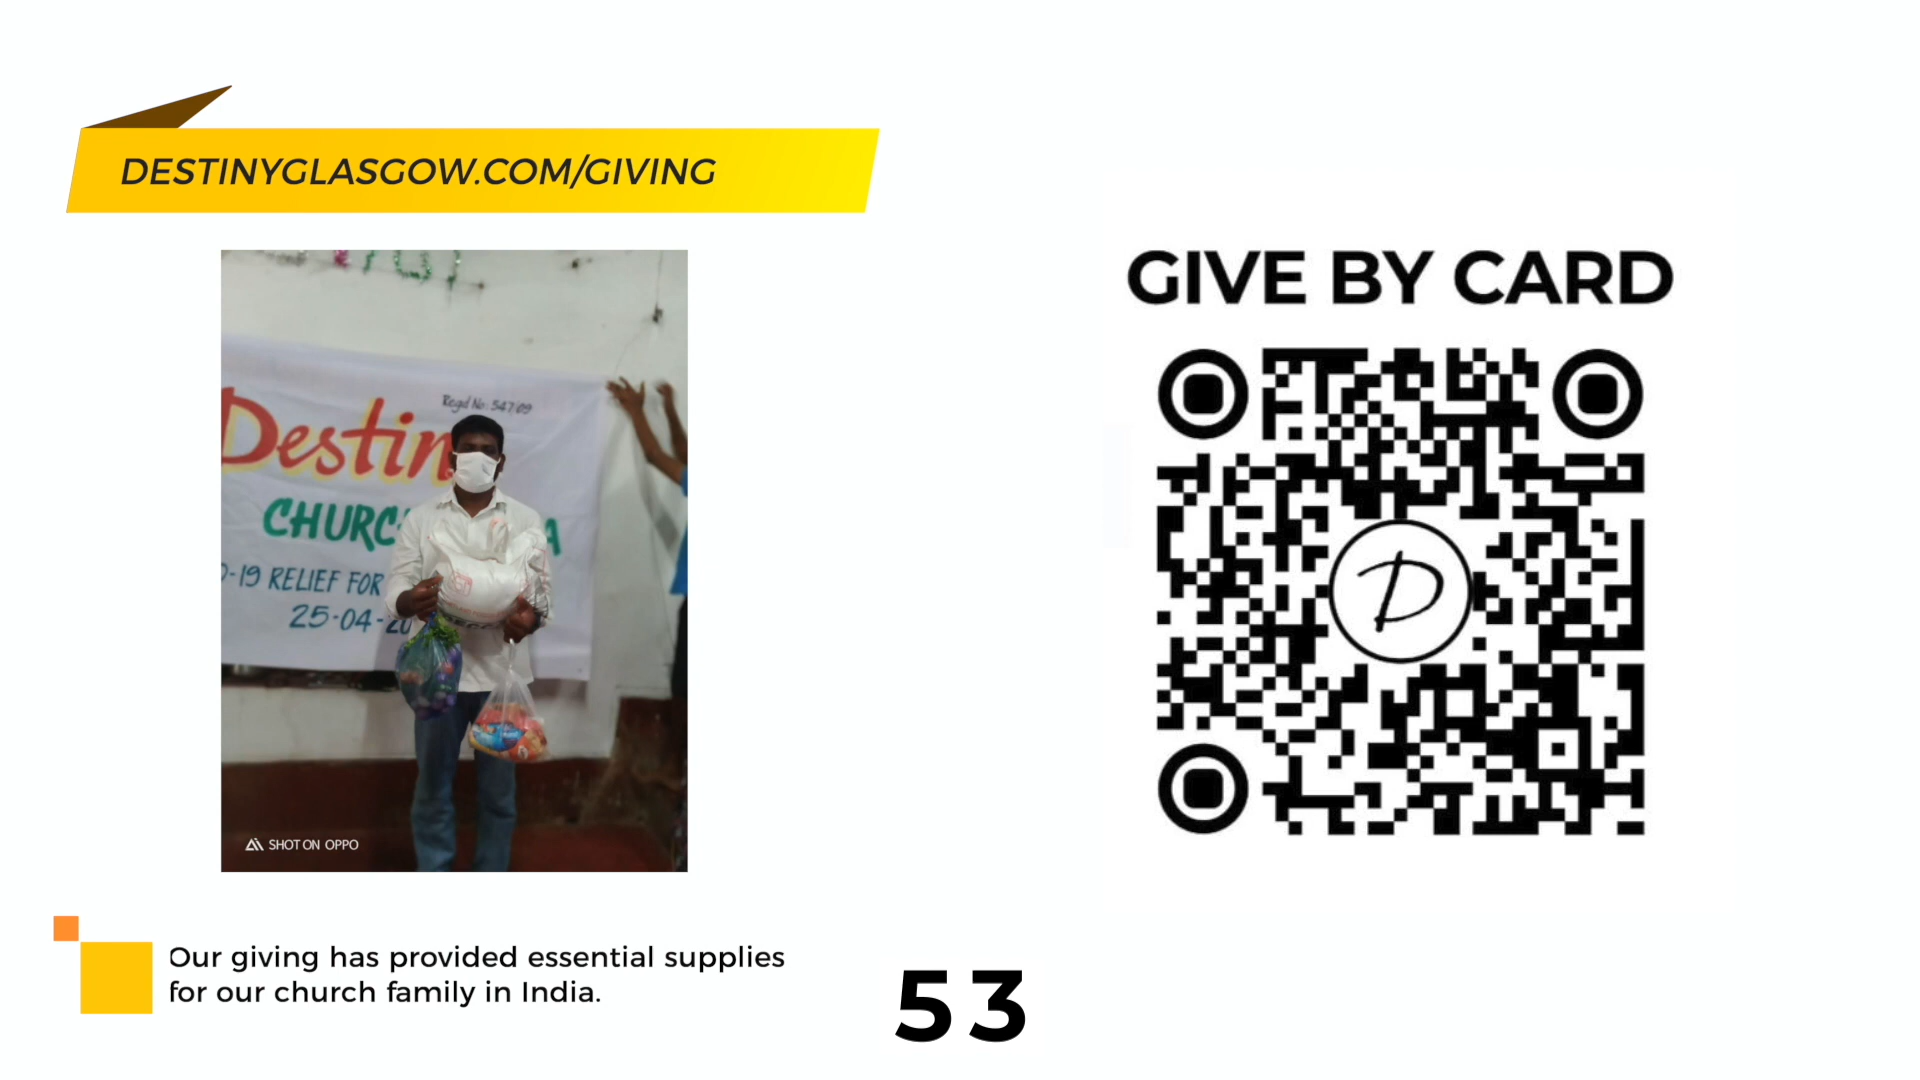 DESTINYGLASGOW.COM/GIVING
Regd No: 547/09
Destin
CHURC A
-19 RELIEF FOR
25-04-20
SHOT ON OPPO
GIVE BY CARD
D
Our giving has provided essential supplies
for our church family in India.
53